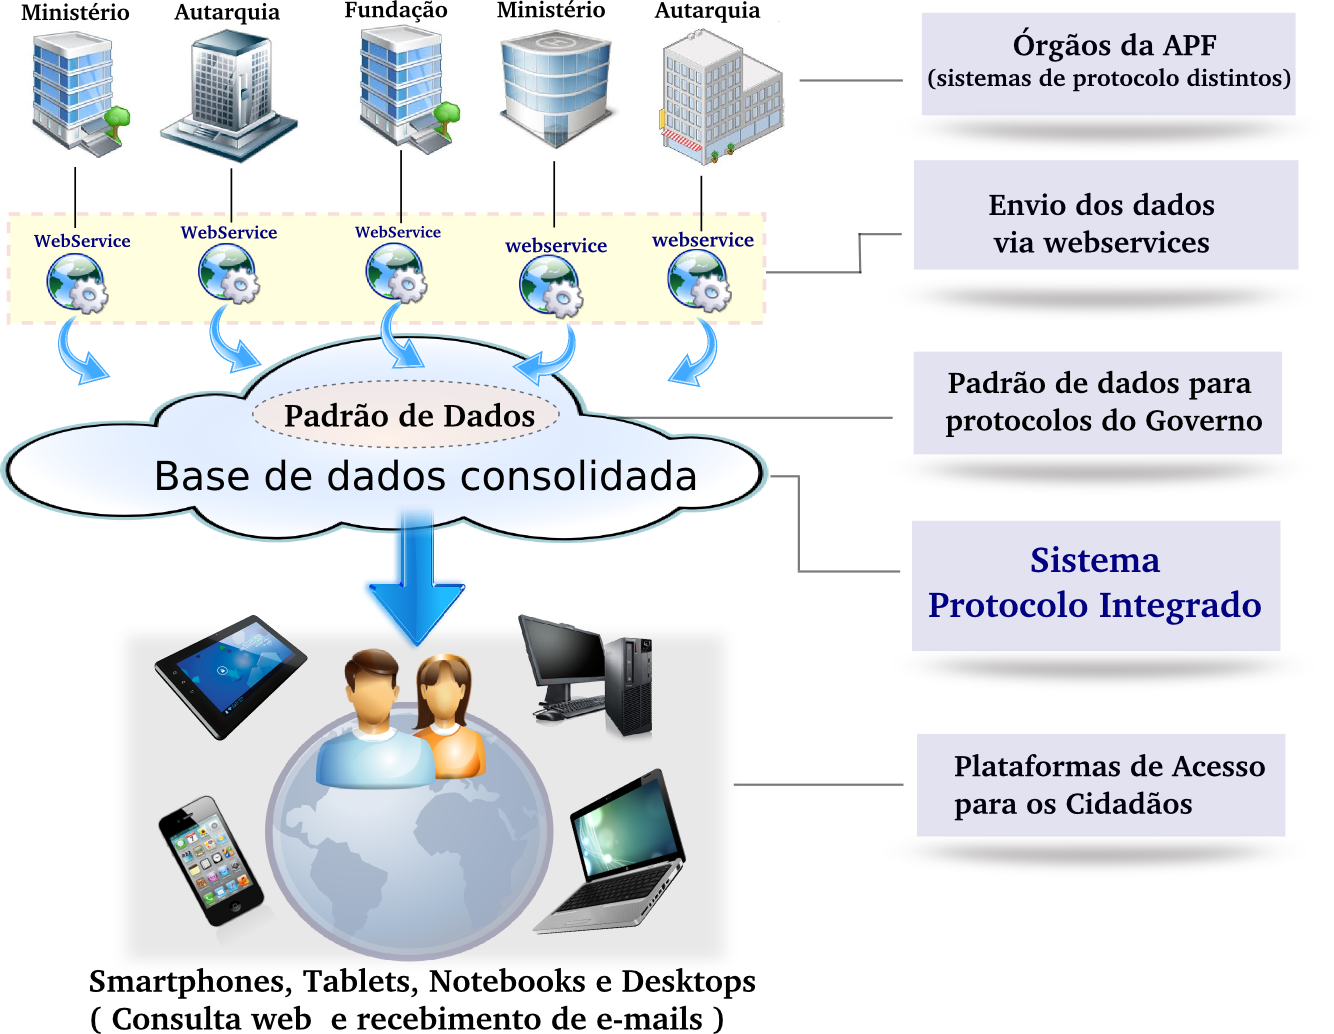 Ministério
Autarquia
Fundação
Ministério
Autarquia
Órgãos da APF
(sistemas de protocolo distintos)
WebService
WebService
WebService
webservice
webservice
Envio dos dados
via webservices
Padrão de Dados
Base de dados consolidada
Padrão de dados para
protocolos do Governo
Sistema
Protocolo Integrado
Plataformas de Acesso
para os Cidadãos
Smartphones, Tablets, Notebooks e Desktops
( Consulta web e recebimento de e-mails )